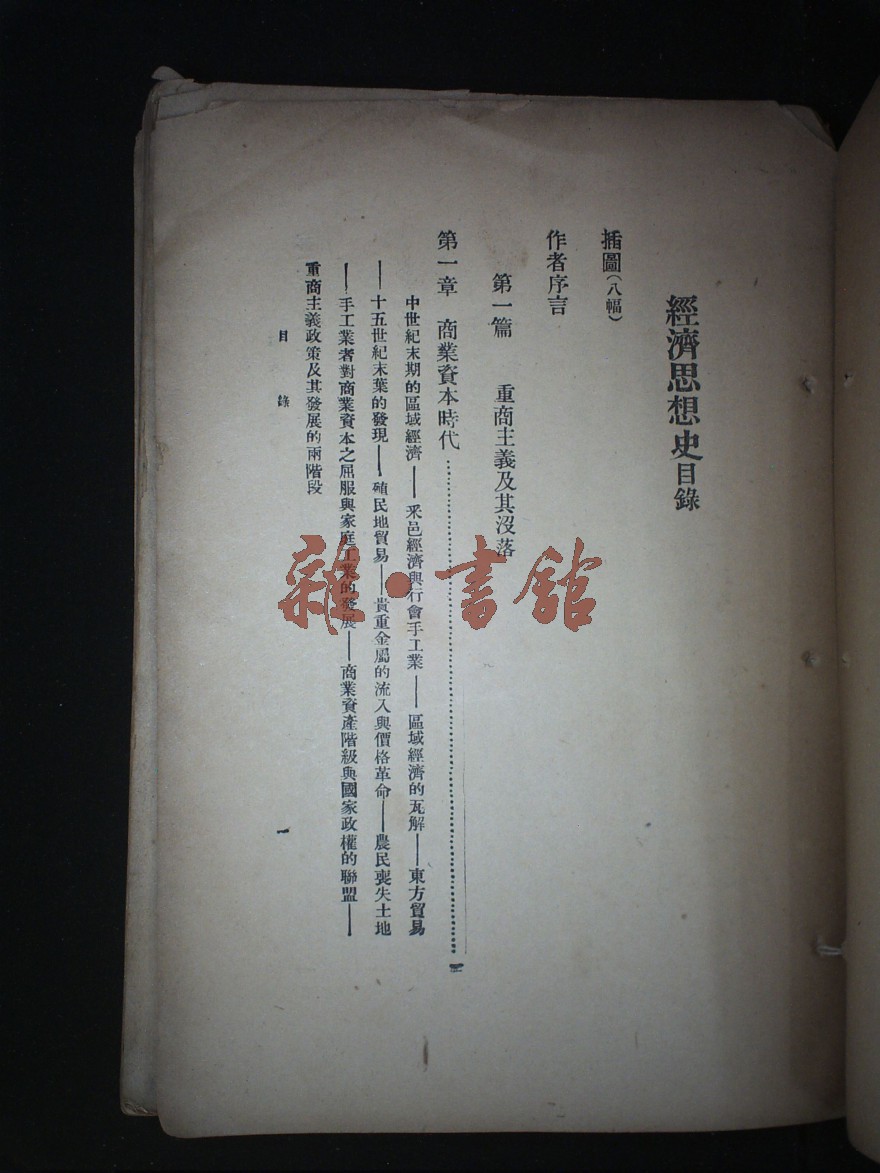 經濟思想史目錄
插圖(八幅)
作者序言
第一篇 重商主義及其沒落
第一章 商業資本時代
中世紀末期的區域經濟——釆邑經濟與行會手工業——區域經濟的瓦解——東方貿易
——十五世紀末葉的發現——殖民地貿易——貴重金屬的流入與價格革命——農民喪失土地
——手工業者對商業資本之屈服與家庭工業的發展——商業資產階級與國家政權的聯盟——
重商主義政策及其發展的兩階段
目錄
一
雜·書館